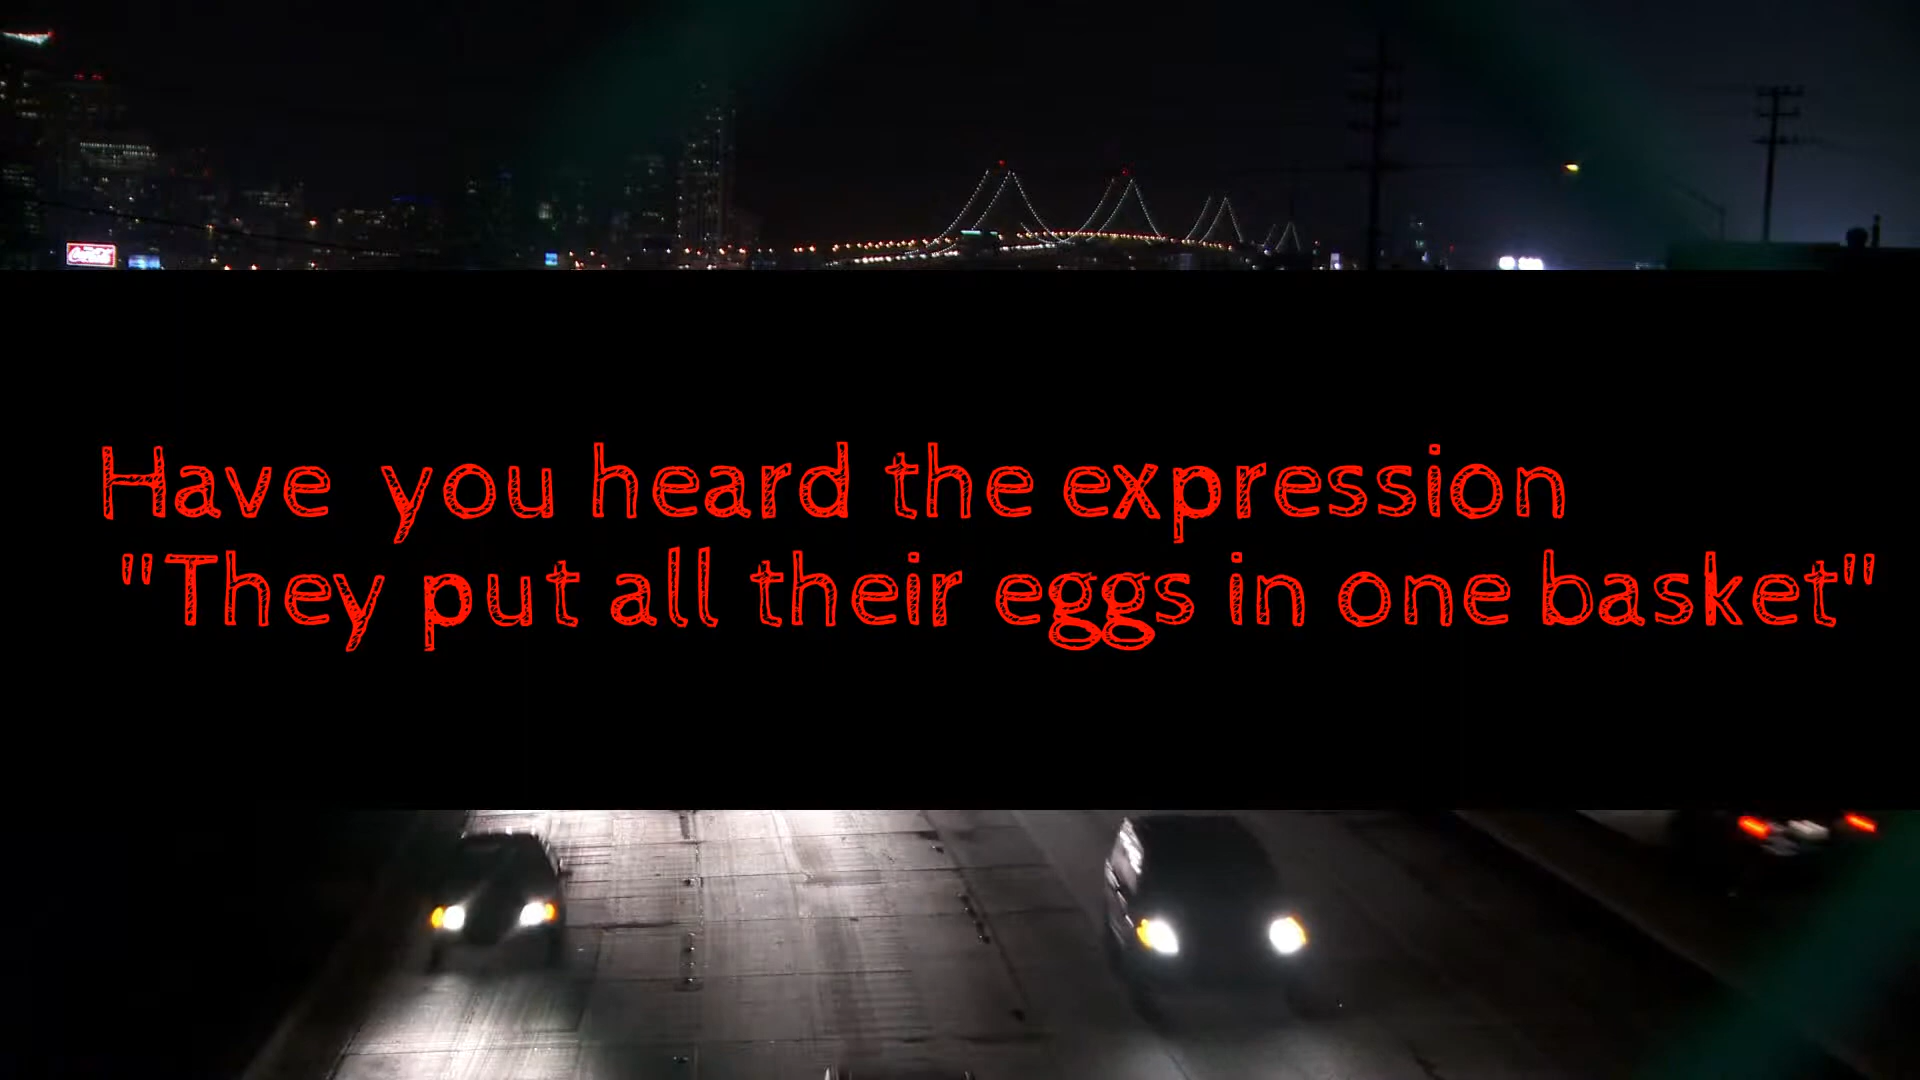 Have you heard the expression
"They put all their eggs in one basket"